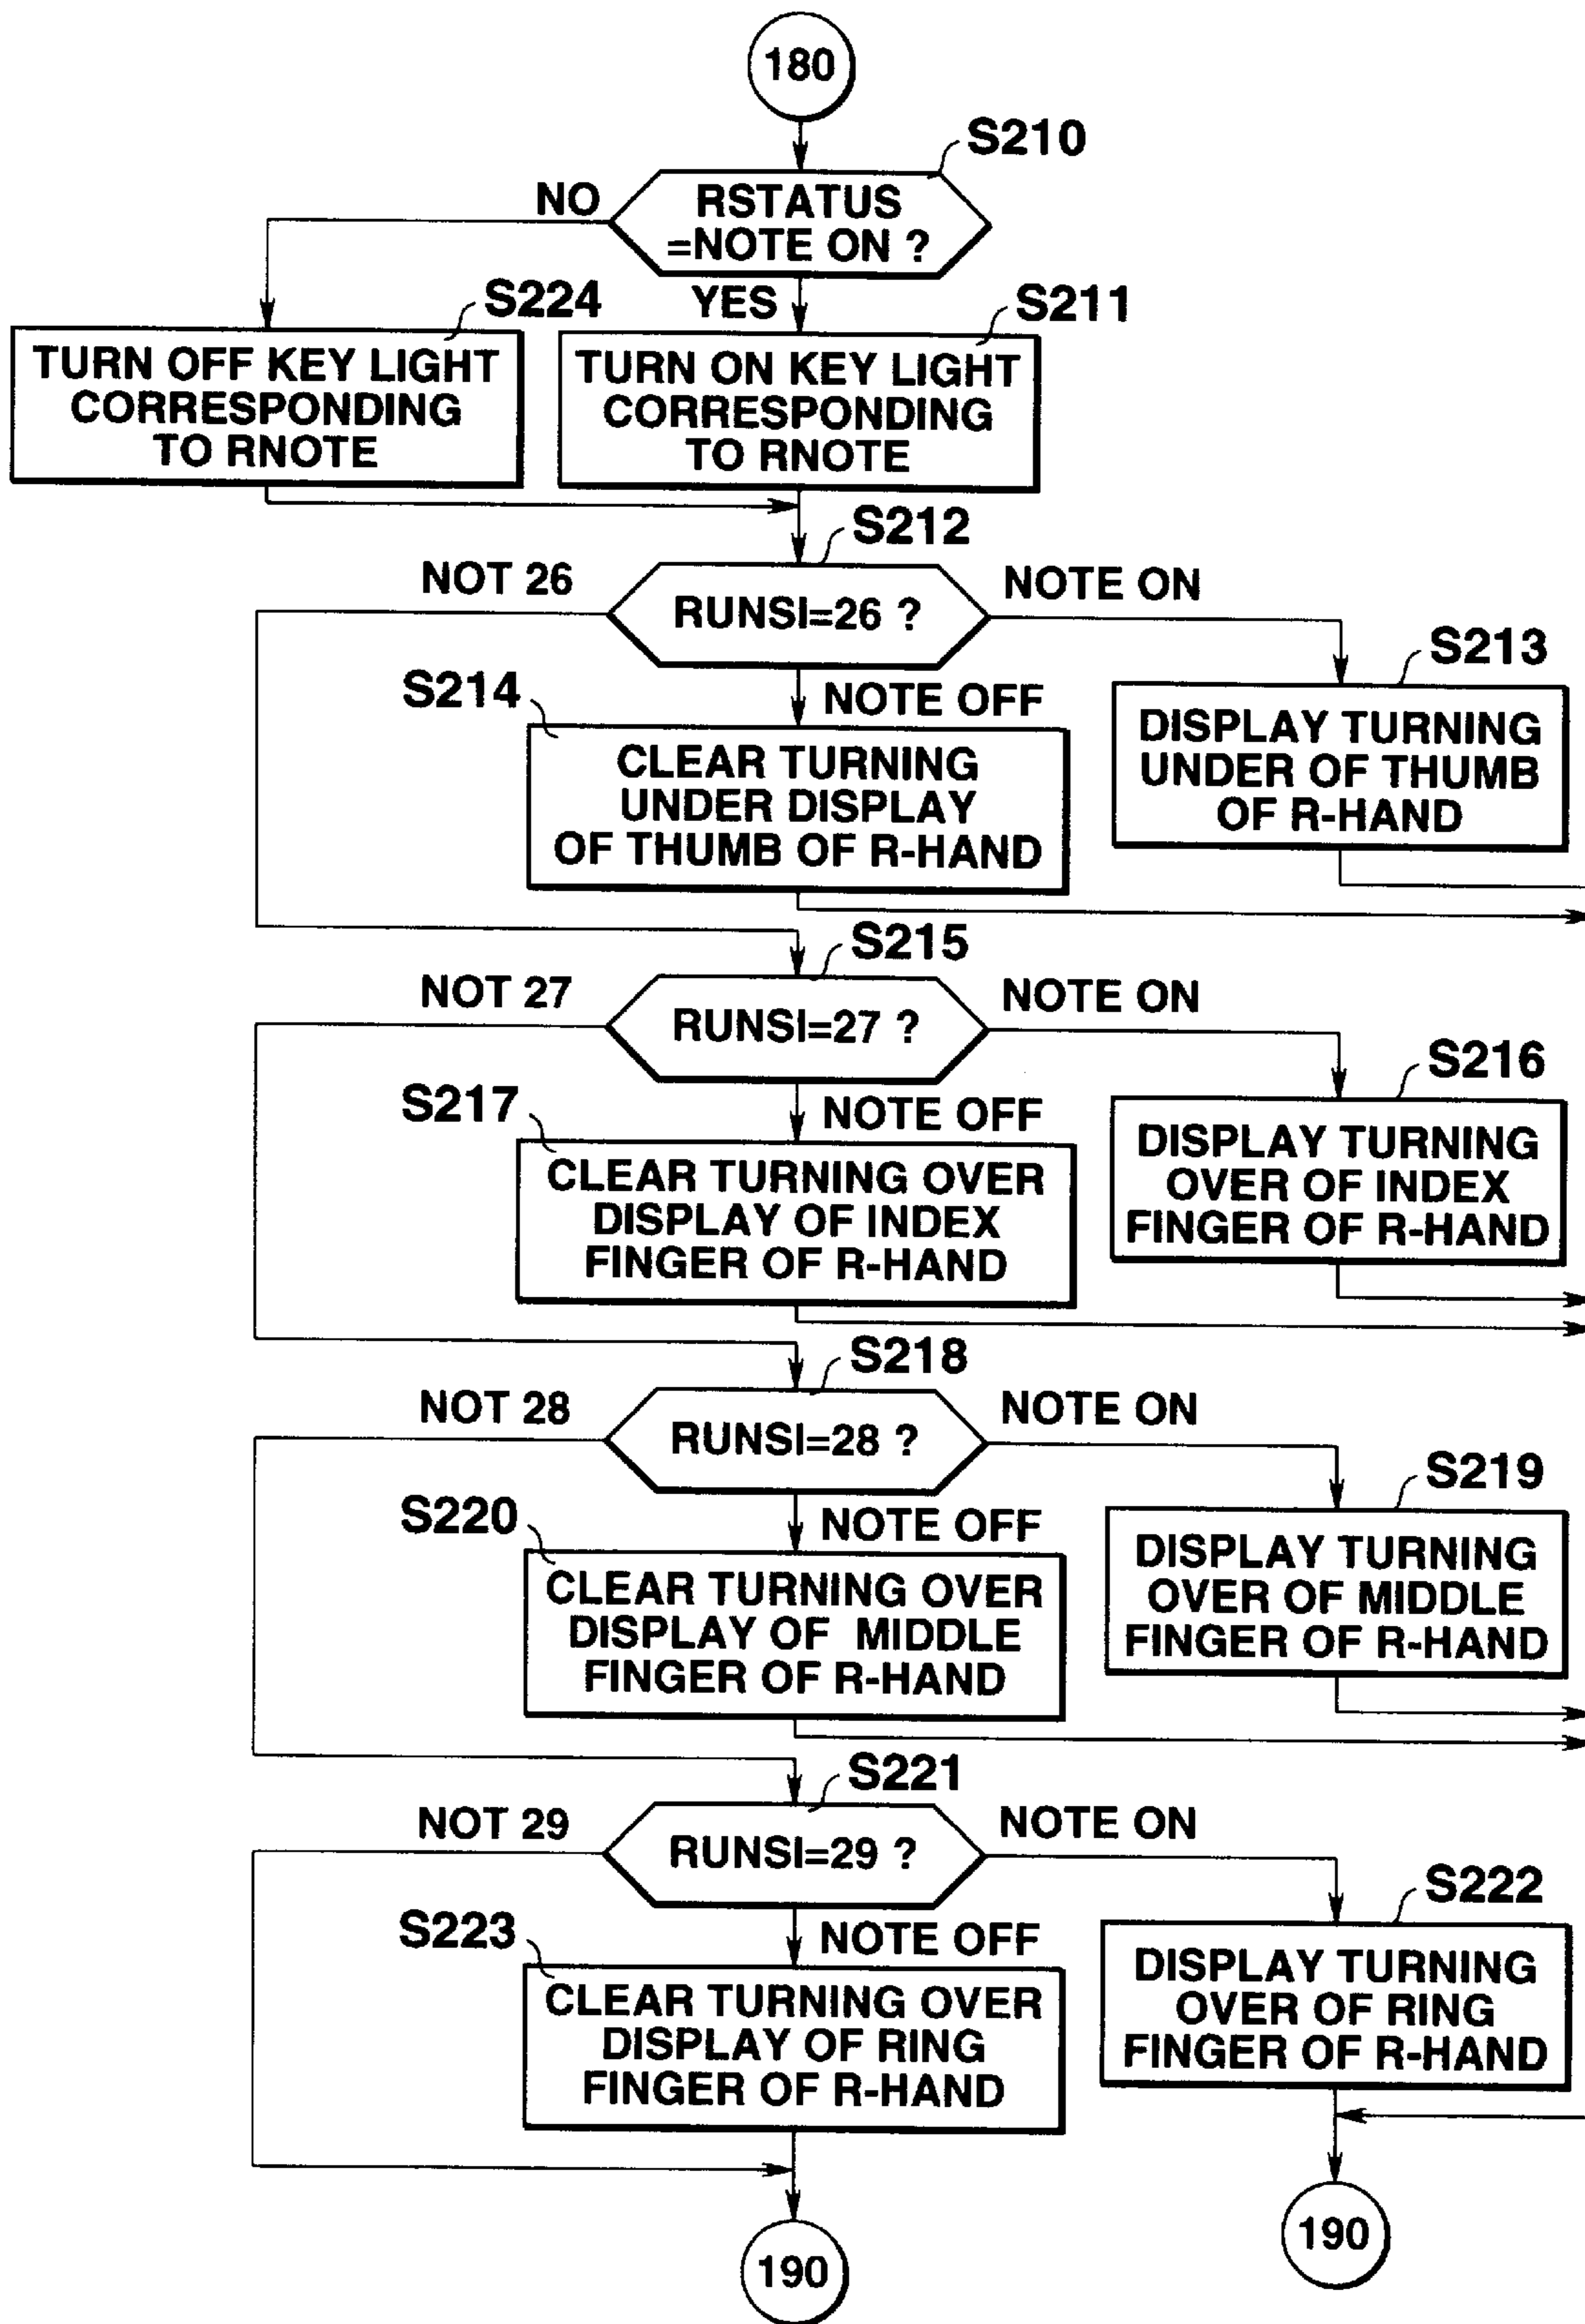 180
S210
NO
RSTATUS
=NOTE ON ?
S224
YES
S211
TURN OFF KEY LIGHT
CORRESPONDING
TO RNOTE
TURN ON KEY LIGHT
CORRESPONDING
TO RNOTE
S212
NOT 26
RUNSI=26 ?
NOTE ON
S213
S214
NOTE OFF
CLEAR TURNING
UNDER DISPLAY
OF THUMB OF R-HAND
DISPLAY TURNING
UNDER OF THUMB
OF R-HAND
S215
NOT 27
RUNSI=27 ?
NOTE ON
S216
S217
NOTE OFF
CLEAR TURNING OVER
DISPLAY OF INDEX
FINGER OF R-HAND
DISPLAY TURNING
OVER OF INDEX
FINGER OF R-HAND
S218
NOT 28
RUNSI=28 ?
NOTE ON
S219
S220
NOTE OFF
CLEAR TURNING OVER
DISPLAY OF MIDDLE
FINGER OF R-HAND
DISPLAY TURNING
OVER OF MIDDLE
FINGER OF R-HAND
S221
NOT 29
RUNSI=29 ?
NOTE ON
S222
S223
NOTE OFF
CLEAR TURNING OVER
DISPLAY OF RING
FINGER OF R-HAND
DISPLAY TURNING
OVER OF RING
FINGER OF R-HAND
190
190